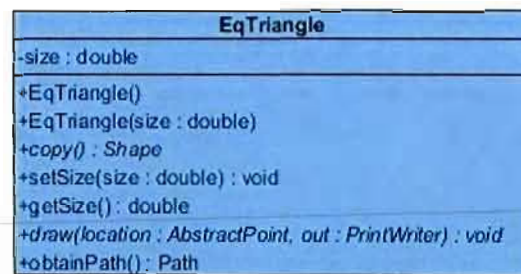 EqTriangle
-size : double
+EqTriangle()
+EqTriangle(size : double)
+copy() : Shape
+setSize(size : double) : void
+getSize() : double
+draw(location : AbstractPoint, out : PrintWriter) : void
+obtainPath() : Path